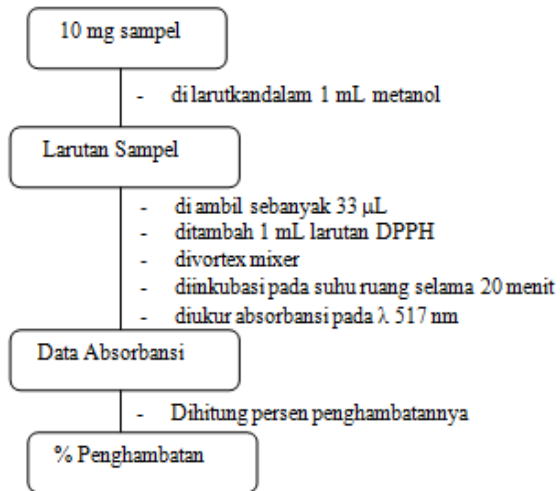 10 mg sampel
- di larutkandalam 1 mL metanol
Larutan Sampel
- di ambil sebanyak 33 µL
- ditambah 1 mL larutan DPPH
- divortex mixer
- diinkubasi pada suhu ruang selama 20 menit
- diukur absorbansi pada λ 517 nm
Data Absorbansi
- Dihitung persen penghambatannya
% Penghambatan